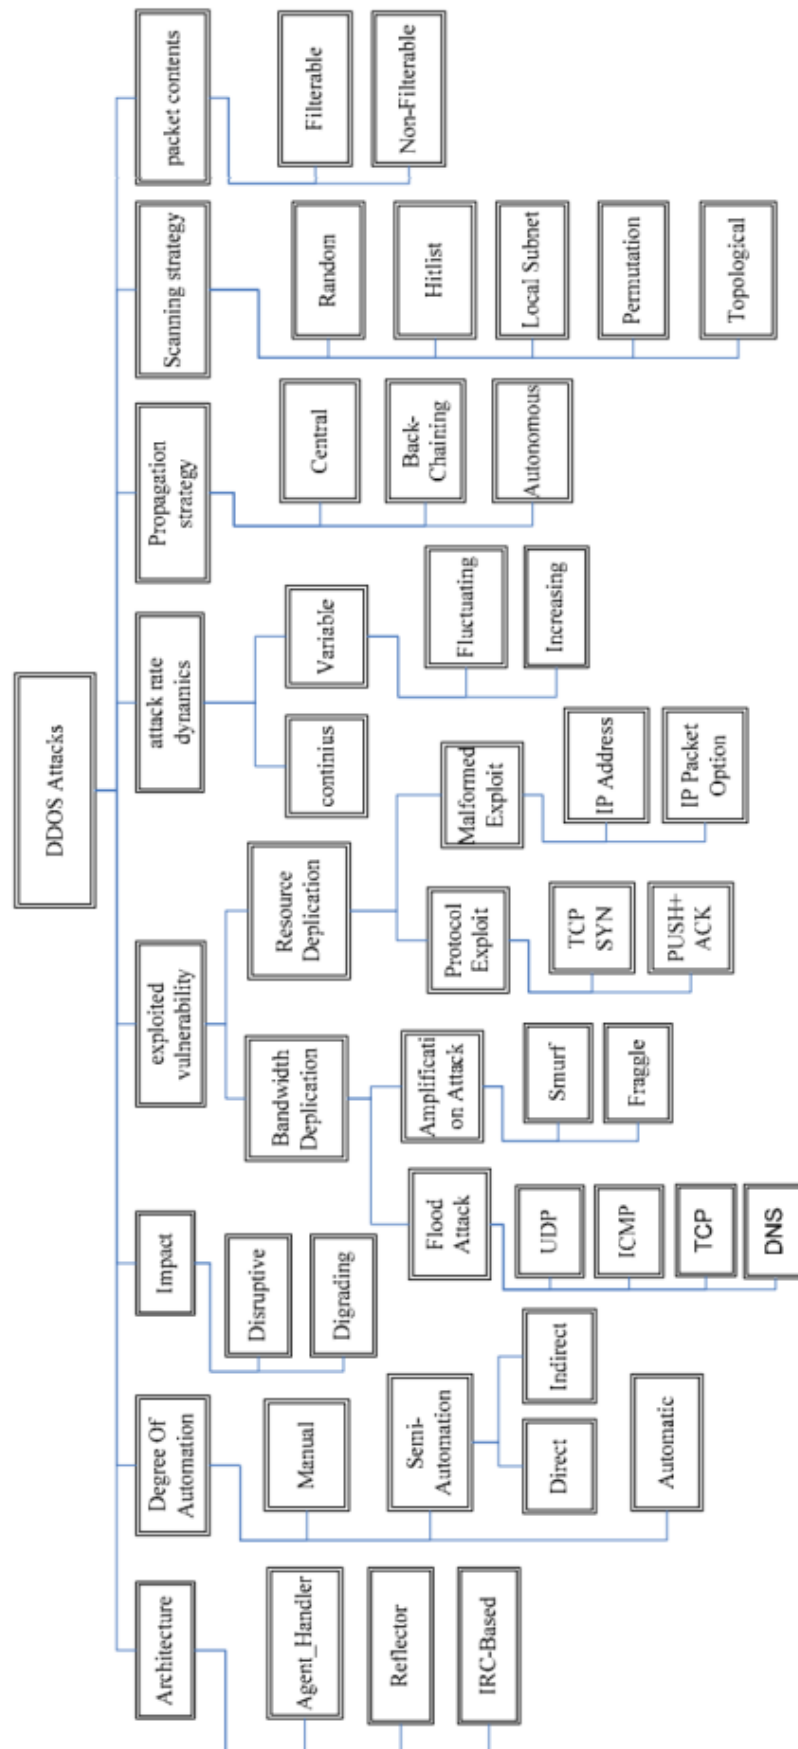 DDOS Attacks
Architecture
Agent_Handler
Reflector
IRC-Based
Degree Of
Automation
Manual
Semi-
Automation
Direct
Indirect
Automatic
Impact
Disruptive
Digrading
exploited
vulnerability
Bandwidth
Deplication
Flood
Attack
UDP
ICMP
TCP
DNS
Amplificati
on Attack
Smurf
Fraggle
Resource
Deplication
Protocol
Exploit
TCP
SYN
PUSH+
ACK
Malformed
Exploit
IP Address
IP Packet
Option
attack rate
dynamics
continius
Variable
Fluctuating
Increasing
Propagation
strategy
Central
Back-
Chaining
Autonomous
Scanning strategy
Random
Hitlist
Local Subnet
Permutation
Topological
packet contents
Filterable
Non-Filterable